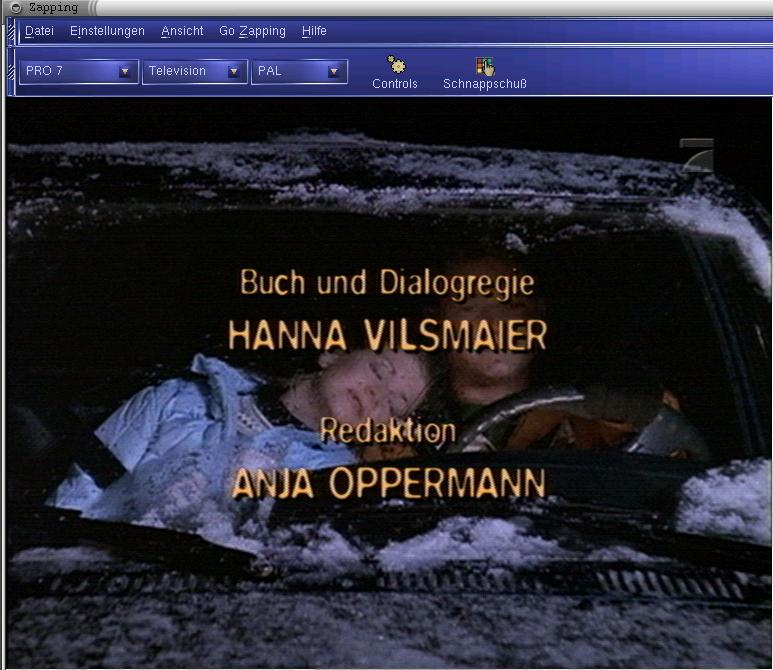 Zapping
Datei Einstellungen Ansicht Go Zapping Hilfe
PRO 7 Television PAL Controls Schnappschuß
Buch und Dialogregie
HANNA VILSMAIER
Redaktion
ANJA OPPERMANN